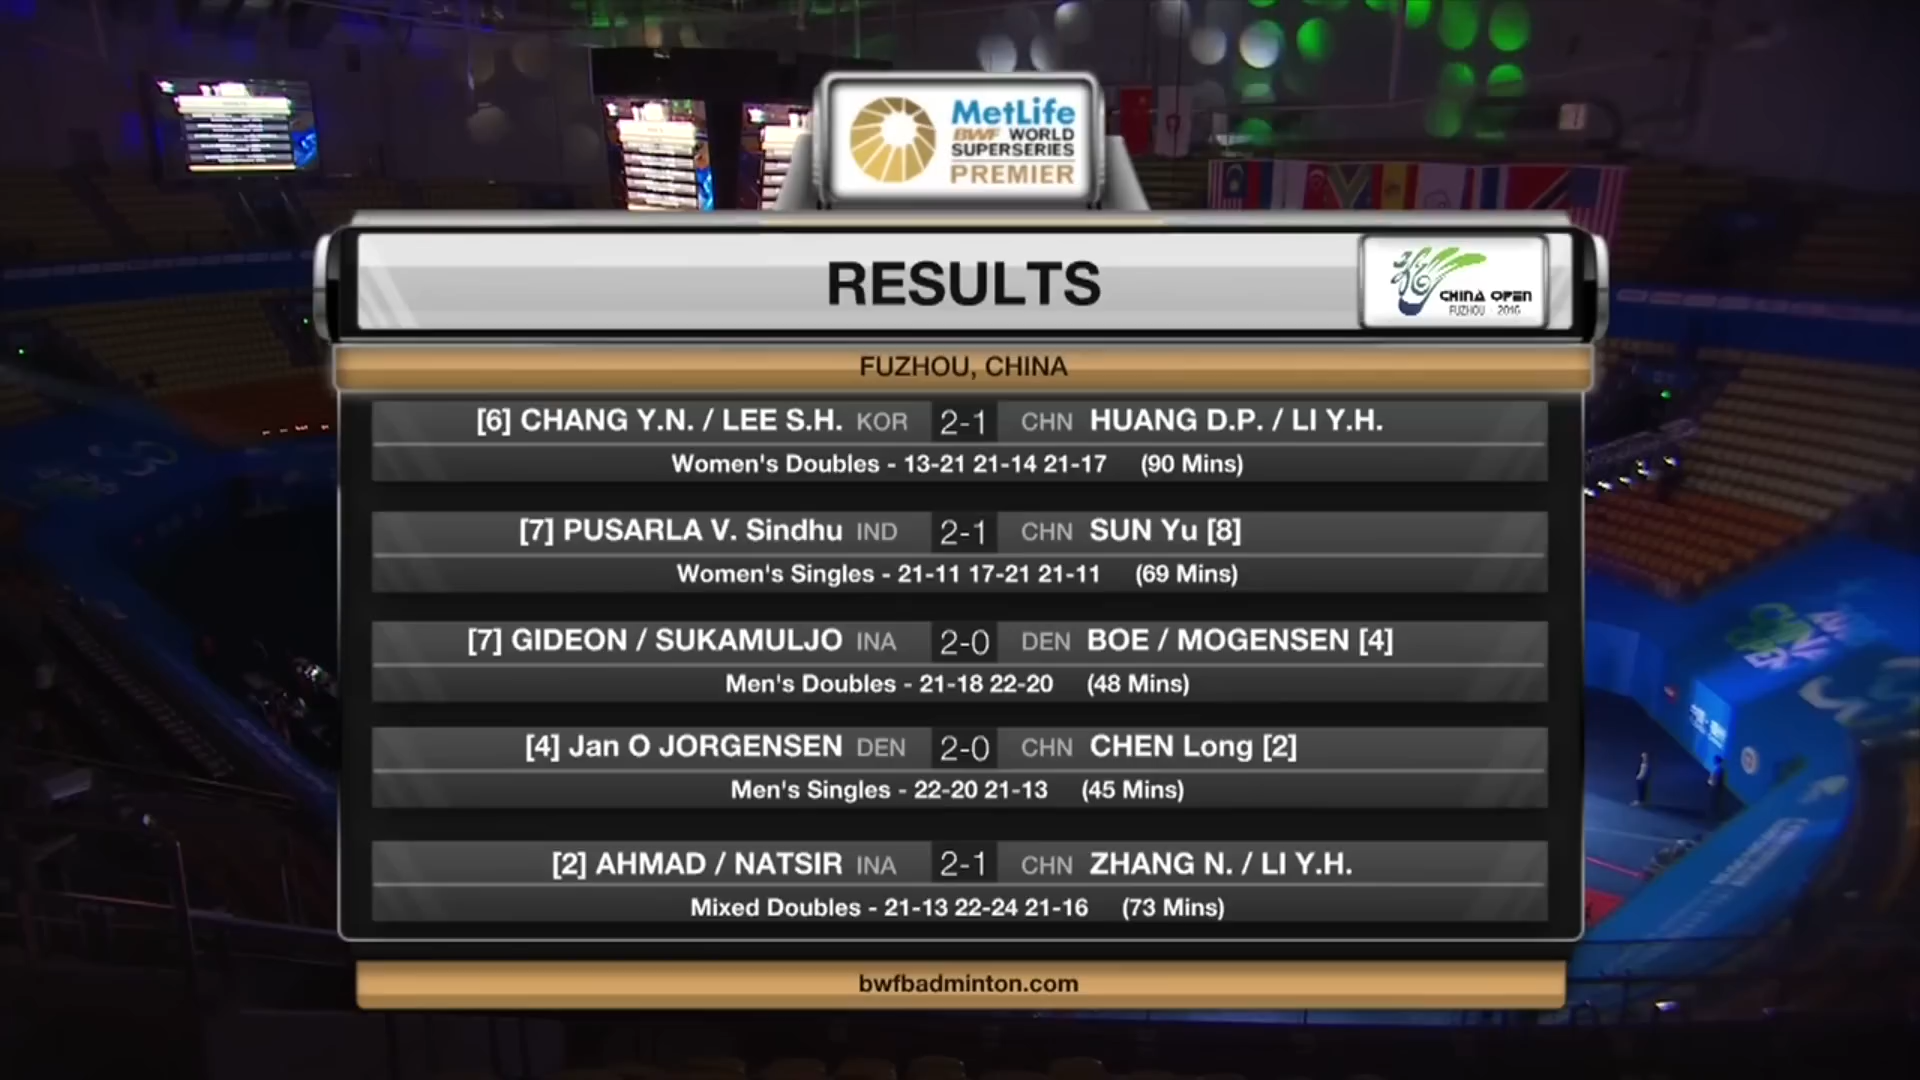 MetLife
BWF WORLD
SUPERSERIES
PREMIER
RESULTS
CHINA OPEN
FUZHOU · 2016
FUZHOU, CHINA
[6] CHANG Y.N. / LEE S.H. KOR 2-1 CHN HUANG D.P. / LI Y.H.
Women's Doubles - 13-21 21-14 21-17 (90 Mins)
[7] PUSARLA V. Sindhu IND 2-1 CHN SUN Yu [8]
Women's Singles - 21-11 17-21 21-11 (69 Mins)
[7] GIDEON / SUKAMULJO INA 2-0 DEN BOE / MOGENSEN [4]
Men's Doubles - 21-18 22-20 (48 Mins)
[4] Jan O JORGENSEN DEN 2-0 CHN CHEN Long [2]
Men's Singles - 22-20 21-13 (45 Mins)
[2] AHMAD / NATSIR INA 2-1 CHN ZHANG N. / LI Y.H.
Mixed Doubles - 21-13 22-24 21-16 (73 Mins)
bwfbadminton.com